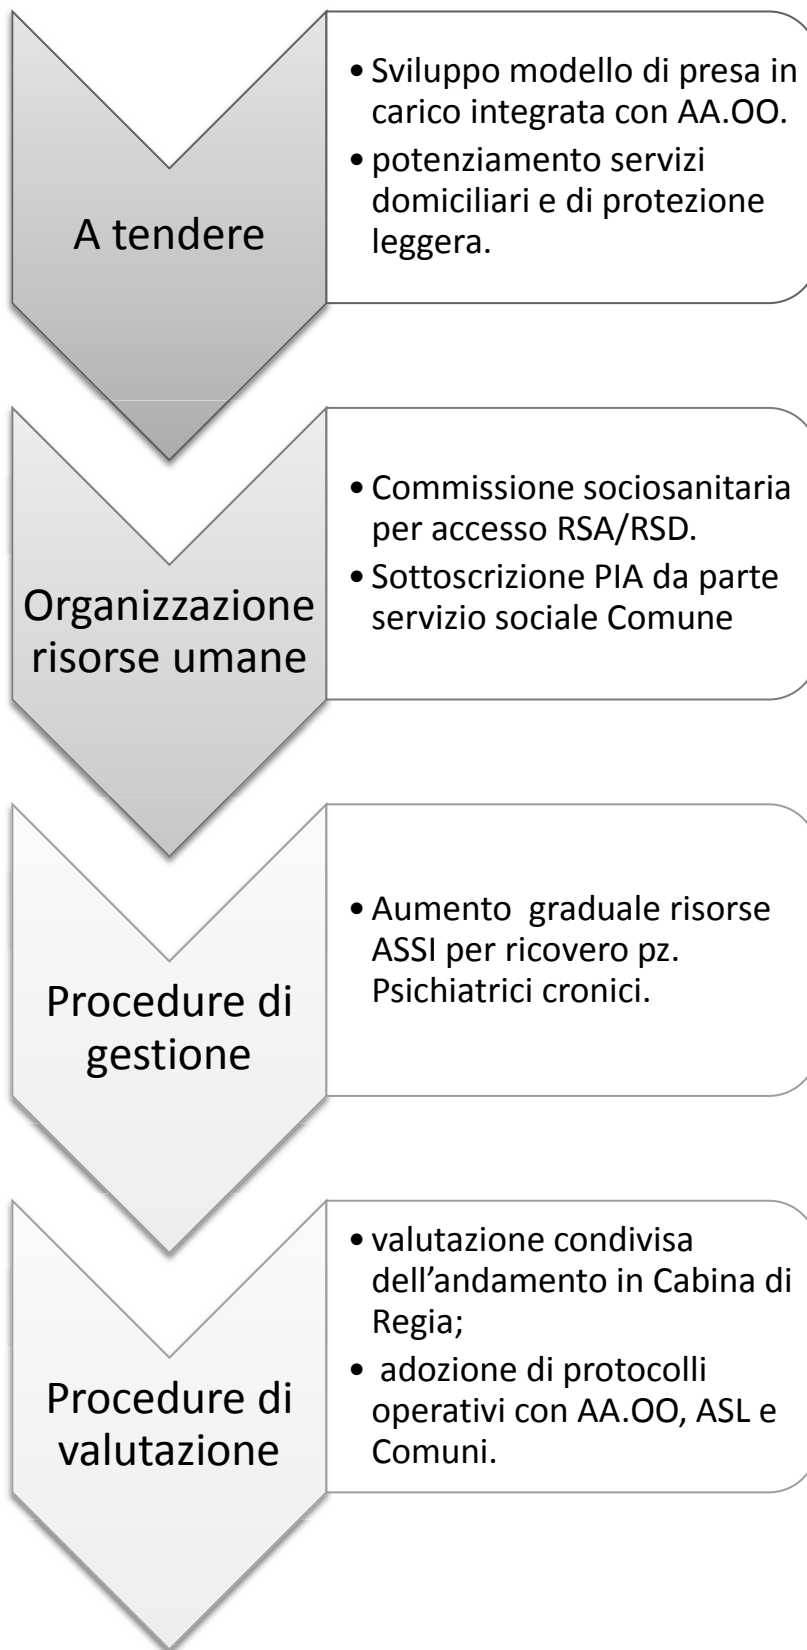 A tendere
• Sviluppo modello di presa in
carico integrata con AA.OO.
• potenziamento servizi
domiciliari e di protezione
leggera.
Organizzazione
risorse umane
• Commissione sociosanitaria
per accesso RSA/RSD.
• Sottoscrizione PIA da parte
servizio sociale Comune
Procedure di
gestione
• Aumento graduale risorse
ASSI per ricovero pz.
Psichiatrici cronici.
Procedure di
valutazione
• valutazione condivisa
dell’andamento in Cabina di
Regia;
• adozione di protocolli
operativi con AA.OO, ASL e
Comuni.